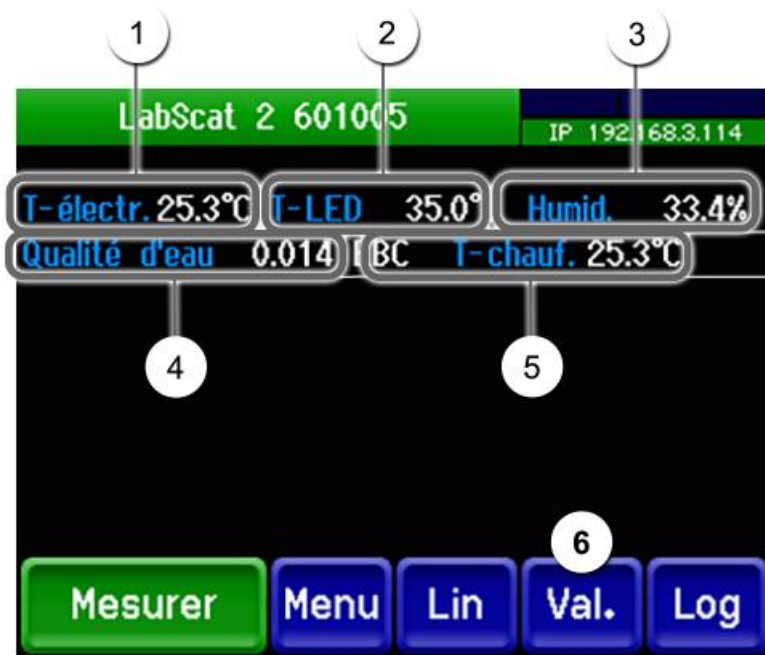 1 2 3
LabScat 2 601005
IP 192.168.3.114
T-électr. 25.3°C T-LED 35.0° Humid. 33.4%
Qualité d'eau 0.014 EBC T-chauf. 25.3°C
4 5
6
Mesurer Menu Lin Val. Log